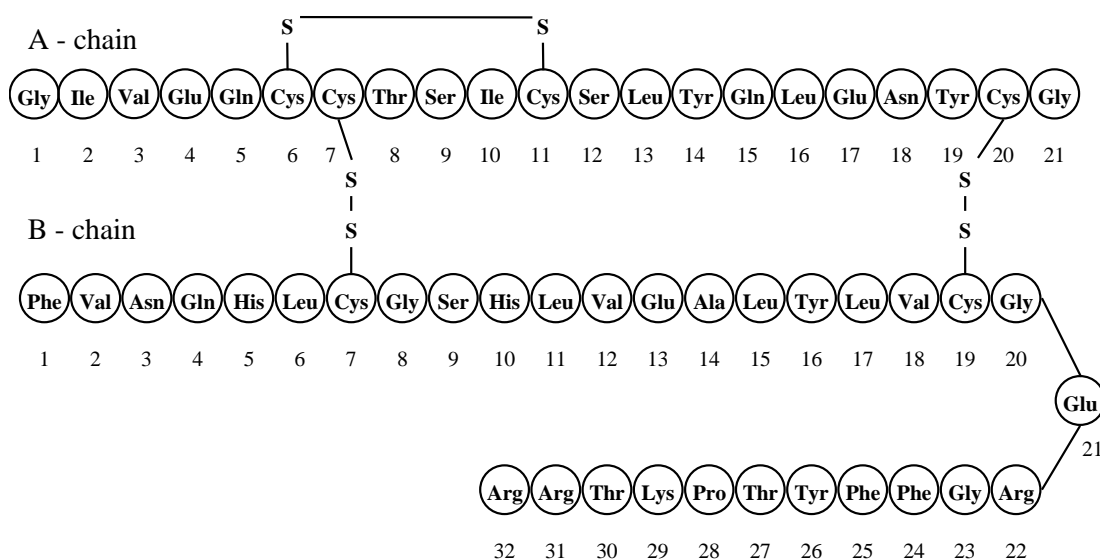 S S
A - chain
Gly Ile Val Glu Gln Cys Cys Thr Ser Ile Cys Ser Leu Tyr Gln Leu Glu Asn Tyr Cys Gly
1 2 3 4 5 6 7 8 9 10 11 12 13 14 15 16 17 18 19 20 21
S S
S S
B - chain
Phe Val Asn Gln His Leu Cys Gly Ser His Leu Val Glu Ala Leu Tyr Leu Val Cys Gly
1 2 3 4 5 6 7 8 9 10 11 12 13 14 15 16 17 18 19 20
Glu
21
Arg Arg Thr Lys Pro Thr Tyr Phe Phe Gly Arg
32 31 30 29 28 27 26 25 24 23 22